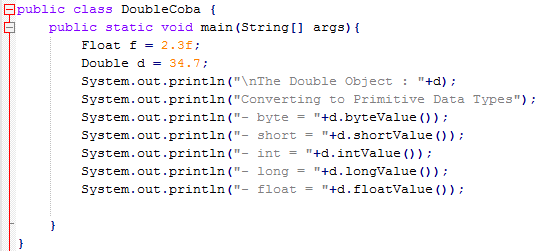 public class DoubleCoba {
public static void main(String[] args){
Float f = 2.3f;
Double d = 34.7;
System.out.println("\nThe Double Object : "+d);
System.out.println("Converting to Primitive Data Types");
System.out.println("- byte = "+d.byteValue());
System.out.println("- short = "+d.shortValue());
System.out.println("- int = "+d.intValue());
System.out.println("- long = "+d.longValue());
System.out.println("- float = "+d.floatValue());
}
}